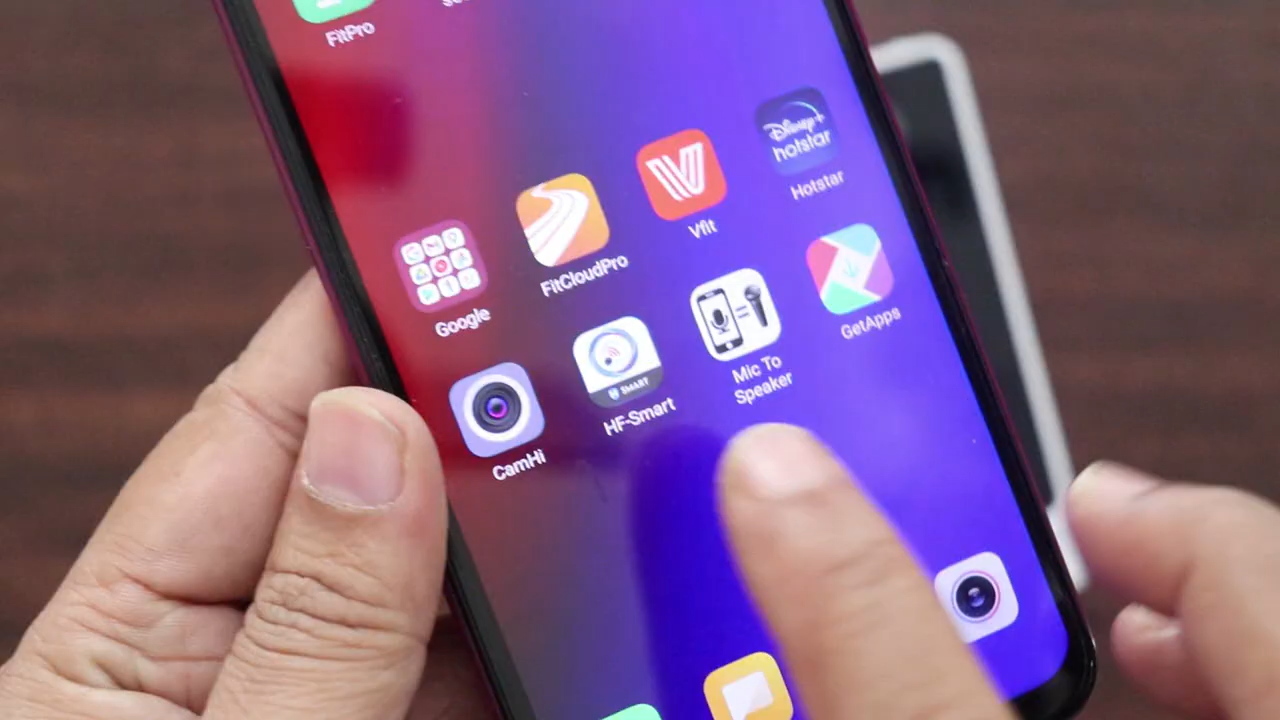 FitPro
Google
FitCloudPro
Vfit
Disney+
hotstar
Hotstar
CamHi
SMART
HF-Smart
Mic To
Speaker
GetApps